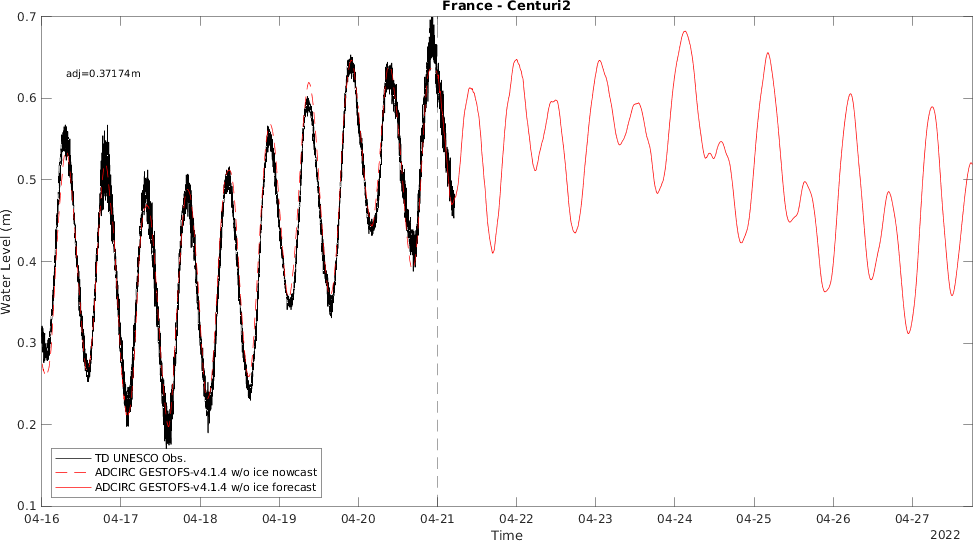 France - Centuri2
adj=0.37174m
Water Level (m)
0.7
0.6
0.5
0.4
0.3
0.2
0.1
TD UNESCO Obs.
ADCIRC GESTOFS-v4.1.4 w/o ice nowcast
ADCIRC GESTOFS-v4.1.4 w/o ice forecast
04-16 04-17 04-18 04-19 04-20 04-21 04-22 04-23 04-24 04-25 04-26 04-27
Time
2022